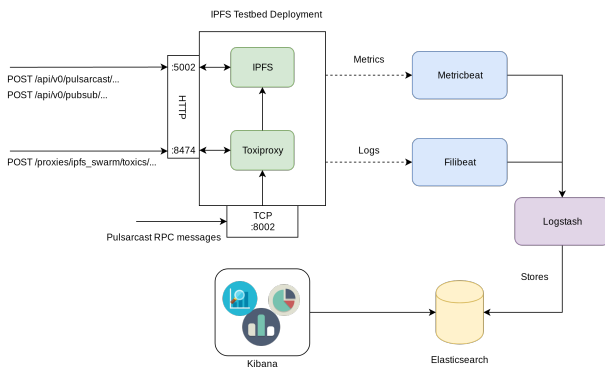 IPFS Testbed Deployment
POST /api/v0/pulsarcast/...
POST /api/v0/pubsub/...
:5002
IPFS
HTTP
Metrics
Metricbeat
POST /proxies/ipfs_swarm/toxics/...
:8474
Toxiproxy
Logs
Filibeat
Pulsarcast RPC messages
TCP
:8002
Logstash
Stores
Kibana
Elasticsearch